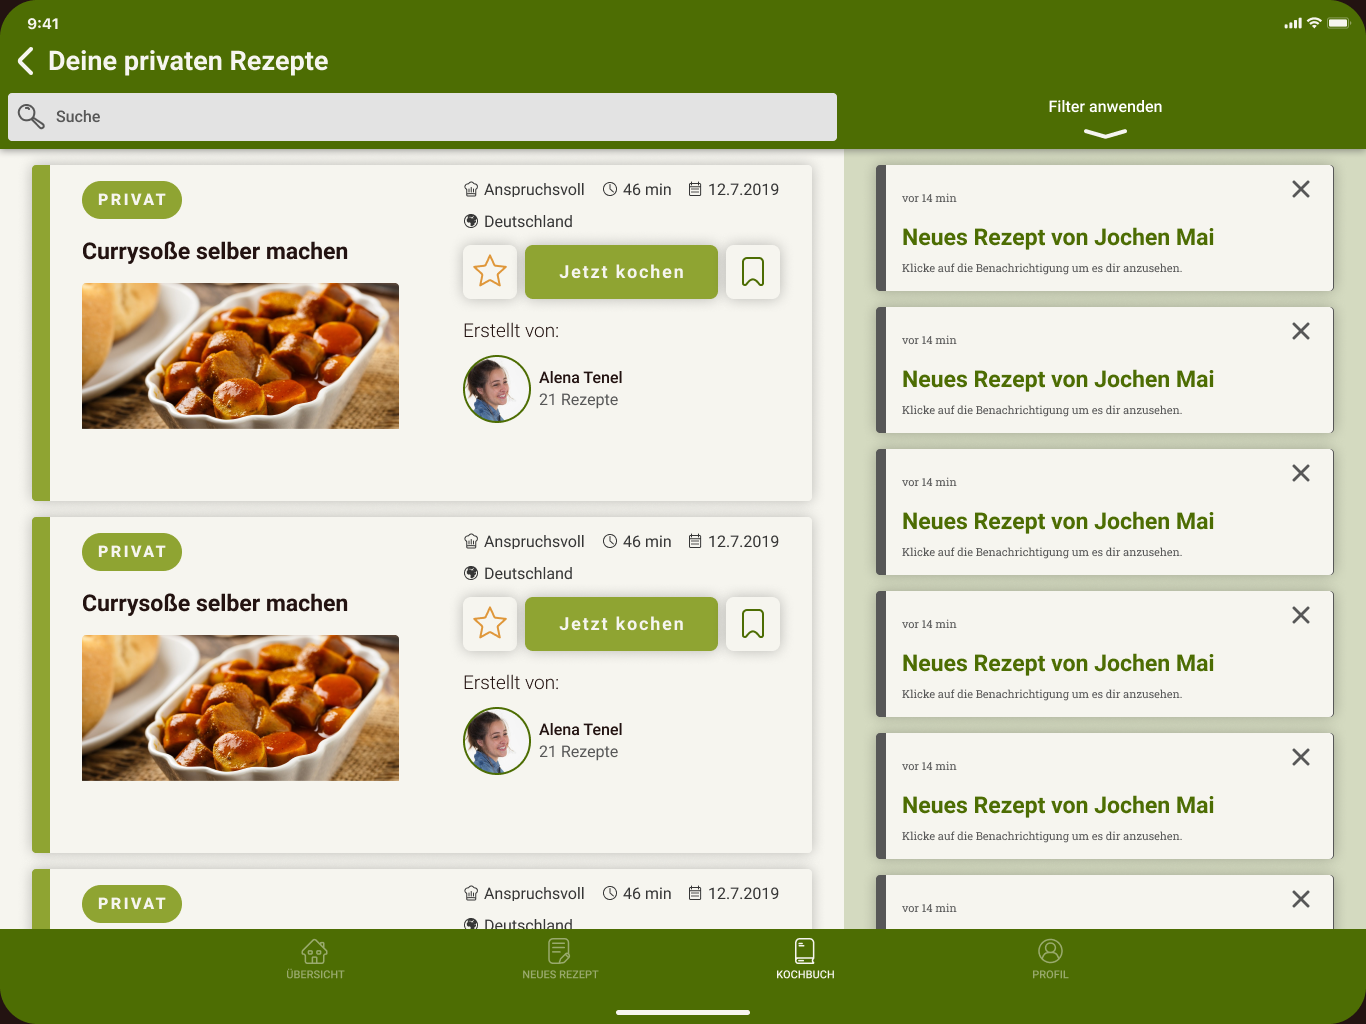 9:41
Deine privaten Rezepte
Suche
Filter anwenden
PRIVAT
Currysoße selber machen
Anspruchsvoll 46 min 12.7.2019
Deutschland
Jetzt kochen
Erstellt von:
Alena Tenel
21 Rezepte
PRIVAT
Currysoße selber machen
Anspruchsvoll 46 min 12.7.2019
Deutschland
Jetzt kochen
Erstellt von:
Alena Tenel
21 Rezepte
PRIVAT
Anspruchsvoll 46 min 12.7.2019
Deutschland
vor 14 min
Neues Rezept von Jochen Mai
Klicke auf die Benachrichtigung um es dir anzusehen.
vor 14 min
Neues Rezept von Jochen Mai
Klicke auf die Benachrichtigung um es dir anzusehen.
vor 14 min
Neues Rezept von Jochen Mai
Klicke auf die Benachrichtigung um es dir anzusehen.
vor 14 min
Neues Rezept von Jochen Mai
Klicke auf die Benachrichtigung um es dir anzusehen.
vor 14 min
Neues Rezept von Jochen Mai
Klicke auf die Benachrichtigung um es dir anzusehen.
vor 14 min
ÜBERSICHT
NEUES REZEPT
KOCHBUCH
PROFIL